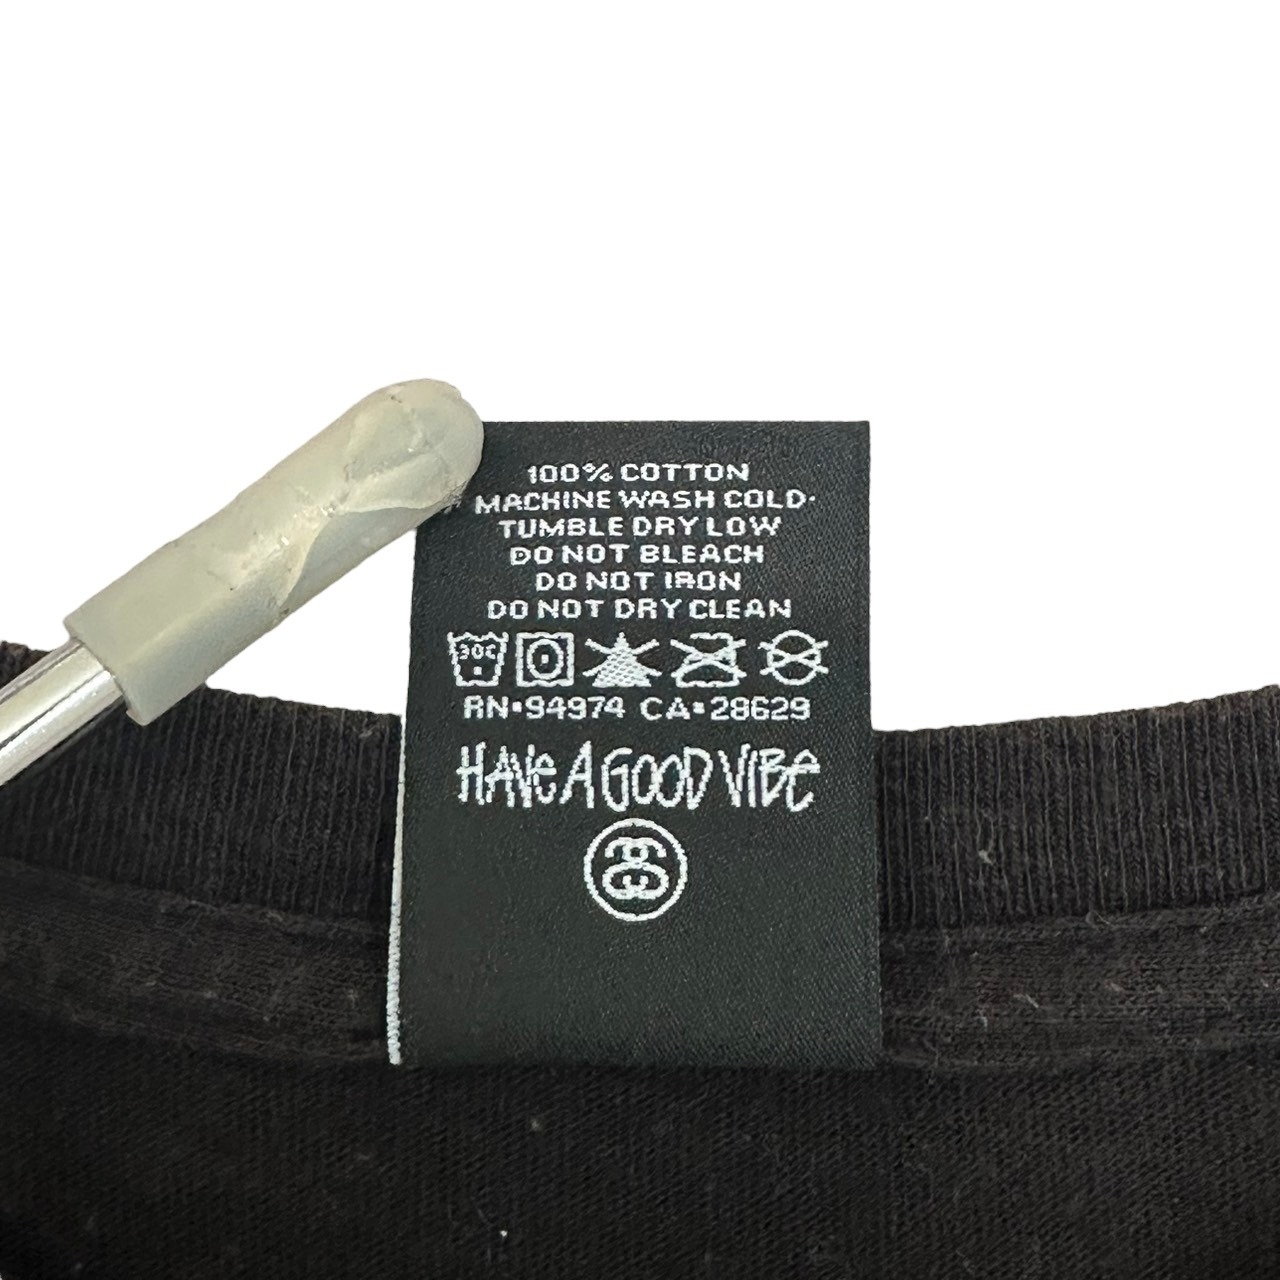 100% COTTON
MACHINE WASH COLD·
TUMBLE DRY LOW
DO NOT BLEACH
DO NOT IRON
DO NOT DRY CLEAN
30C
RN·94974 CA·28629
HAVE A GOOD VIBE